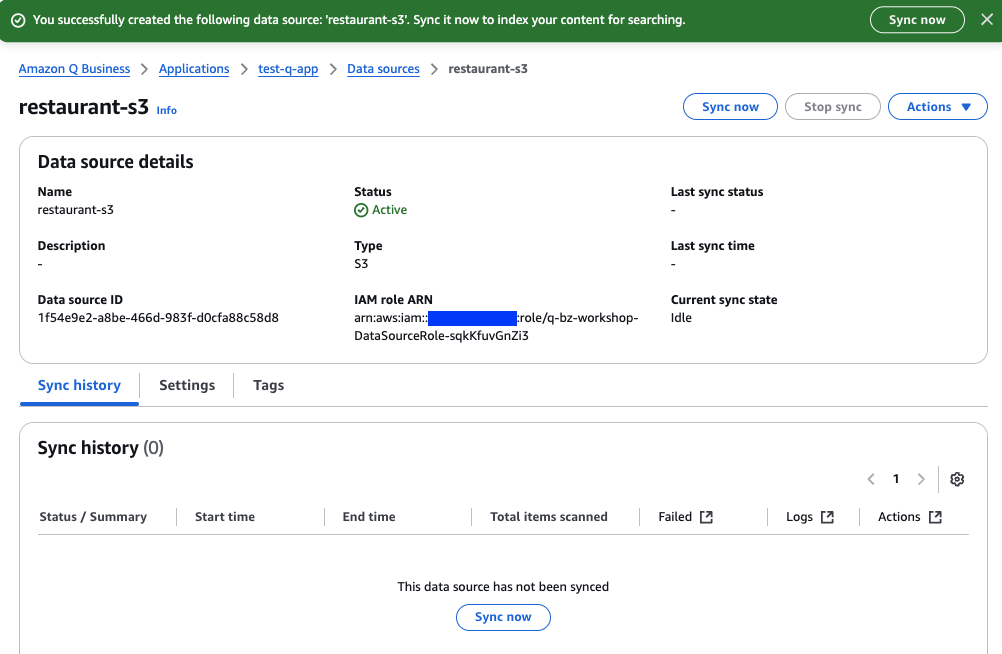 You successfully created the following data source: 'restaurant-s3'. Sync it now to index your content for searching. Sync now
Amazon Q Business > Applications > test-q-app > Data sources > restaurant-s3
restaurant-s3 Info Sync now Stop sync Actions
Data source details
Name Status Last sync status
restaurant-s3 Active -
Description Type Last sync time
- S3 -
Data source ID IAM role ARN Current sync state
1f54e9e2-a8be-466d-983f-d0cfa88c58d8 arn:aws:iam:: :role/q-bz-workshop- Idle
DataSourceRole-sqkKfuvGnZi3
Sync history Settings Tags
Sync history (0)
1
Status / Summary Start time End time Total items scanned Failed Logs Actions
This data source has not been synced
Sync now